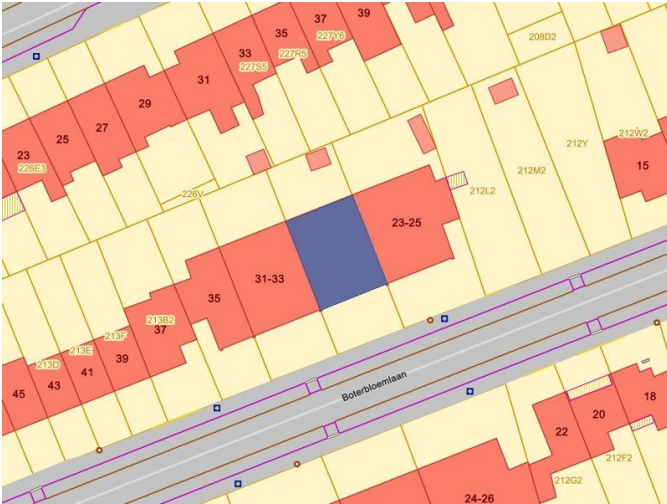 37
39
35
227Y8
33
227R5
208D2
31
227S5
29
27
25
212W2
212Y
23
226E3
15
212M2
226V
212L2
23-25
31-33
35
213B2
37
213F
39
213E
41
213D
43
45
Boterbloemlaan
18
20
22
212F2
212G2
24-26